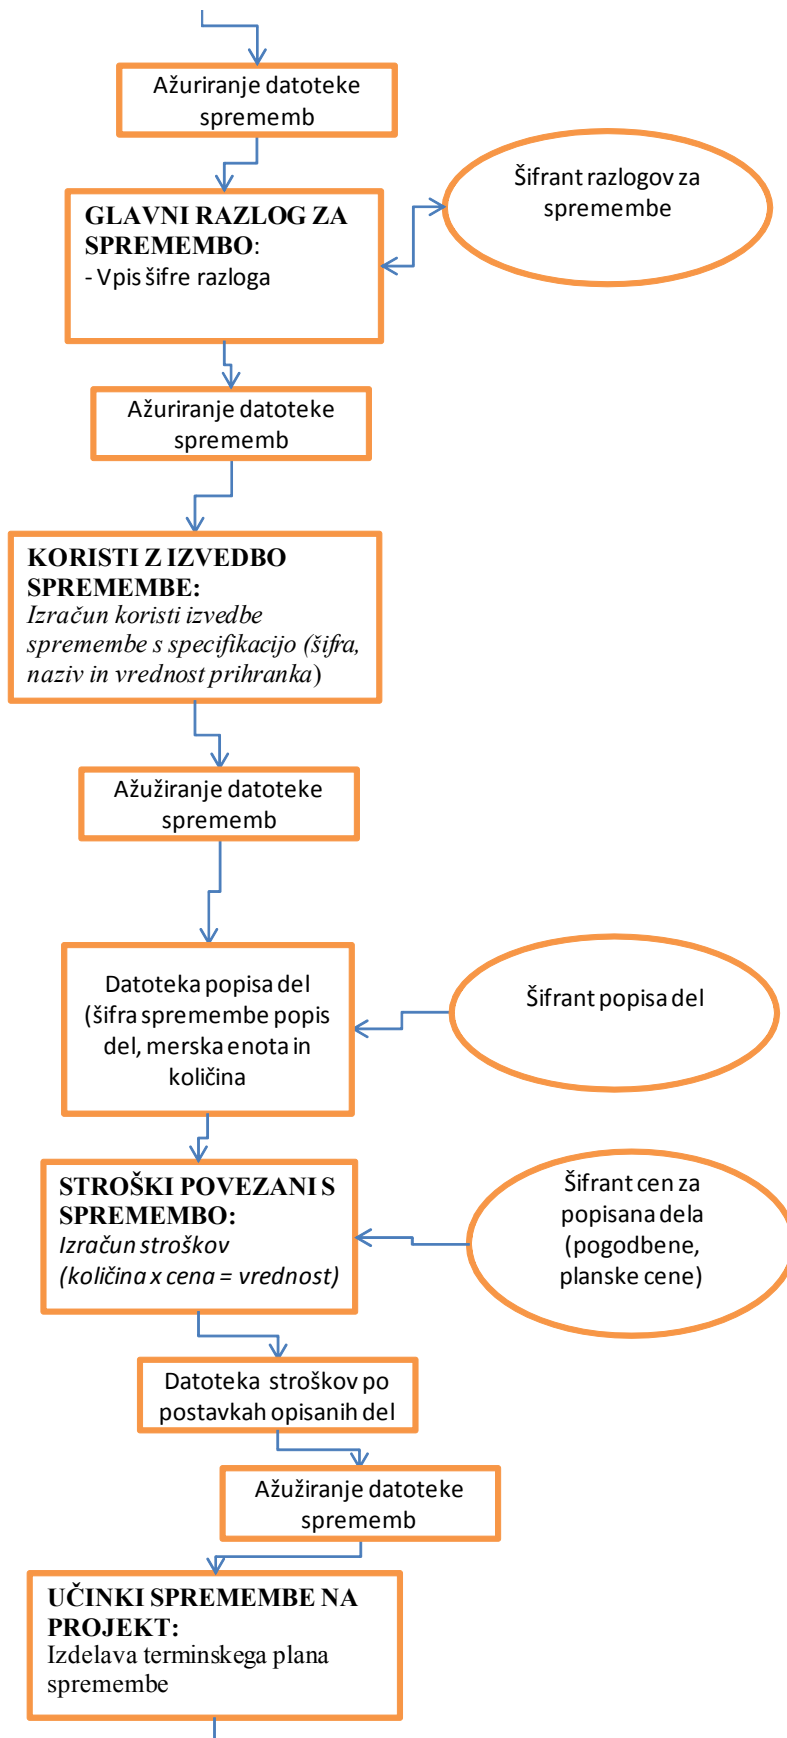 Ažuriranje datoteke
sprememb
Šifrant razlogov za
spremembe
GLAVNI RAZLOG ZA
SPREMEMBO:
- Vpis šifre razloga
Ažuriranje datoteke
sprememb
KORISTI Z IZVEDBO
SPREMEMBE:
Izračun koristi izvedbe
spremembe s specifikacijo (šifra,
naziv in vrednost prihranka)
Ažužiranje datoteke
sprememb
Datoteka popisa del
(šifra spremembe popis
del, merska enota in
količina
Šifrant popisa del
STROŠKI POVEZANI S
SPREMEMBO:
Izračun stroškov
(količina x cena = vrednost)
Šifrant cen za
popisana dela
(pogodbene,
planske cene)
Datoteka stroškov po
postavkah opisanih del
Ažužiranje datoteke
sprememb
UČINKI SPREMEMBE NA
PROJEKT:
Izdelava terminskega plana
spremembe